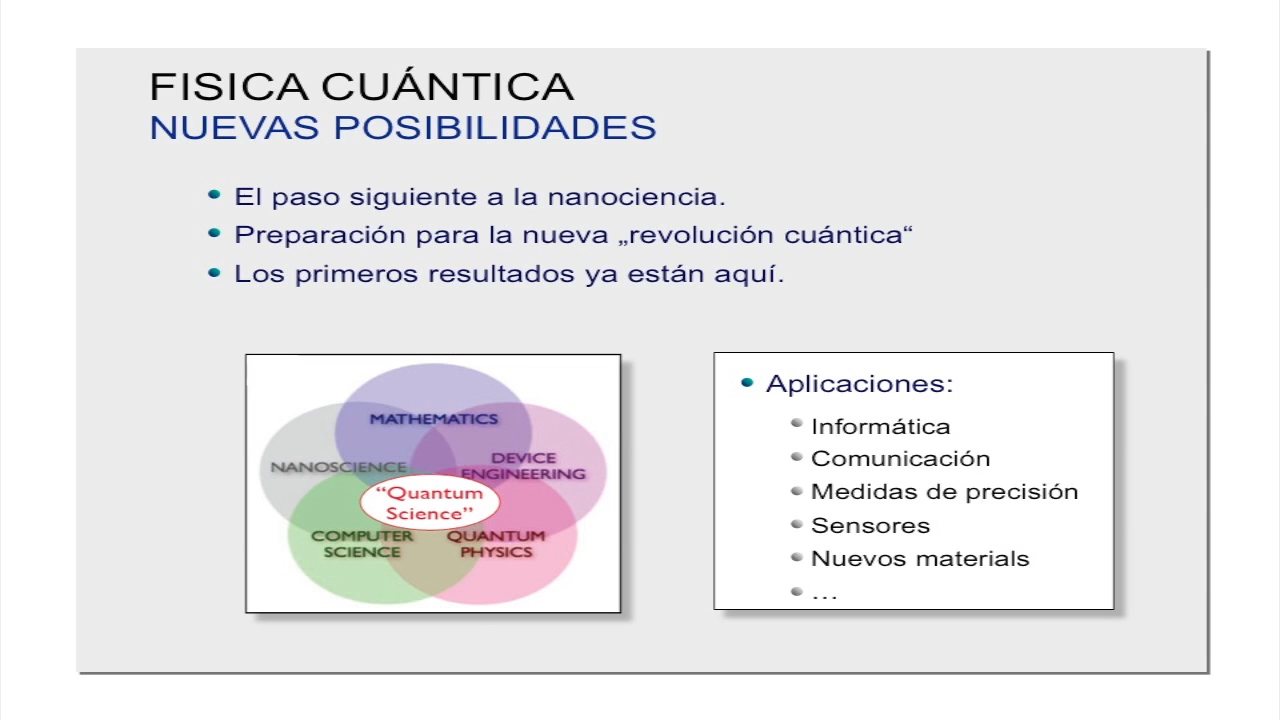 FISICA CUÁNTICA
NUEVAS POSIBILIDADES
El paso siguiente a la nanociencia.
Preparación para la nueva „revolución cuántica“
Los primeros resultados ya están aquí.
MATHEMATICS
NANOSCIENCE
DEVICE
ENGINEERING
“Quantum
Science”
COMPUTER
SCIENCE
QUANTUM
PHYSICS
Aplicaciones:
Informática
Comunicación
Medidas de precisión
Sensores
Nuevos materials
...